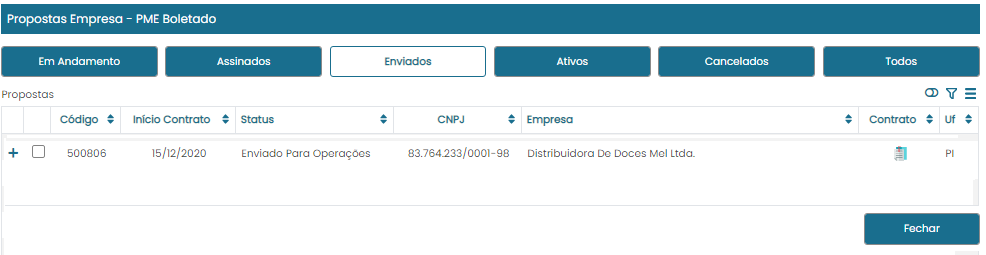 Propostas Empresa - PME Boletado
Em Andamento Assinados Enviados Ativos Cancelados Todos
Propostas
Código Início Contrato Status CNPJ Empresa Contrato Uf
500806 15/12/2020 Enviado Para Operações 83.764.233/0001-98 Distribuidora De Doces Mel Ltda. PI
Fechar